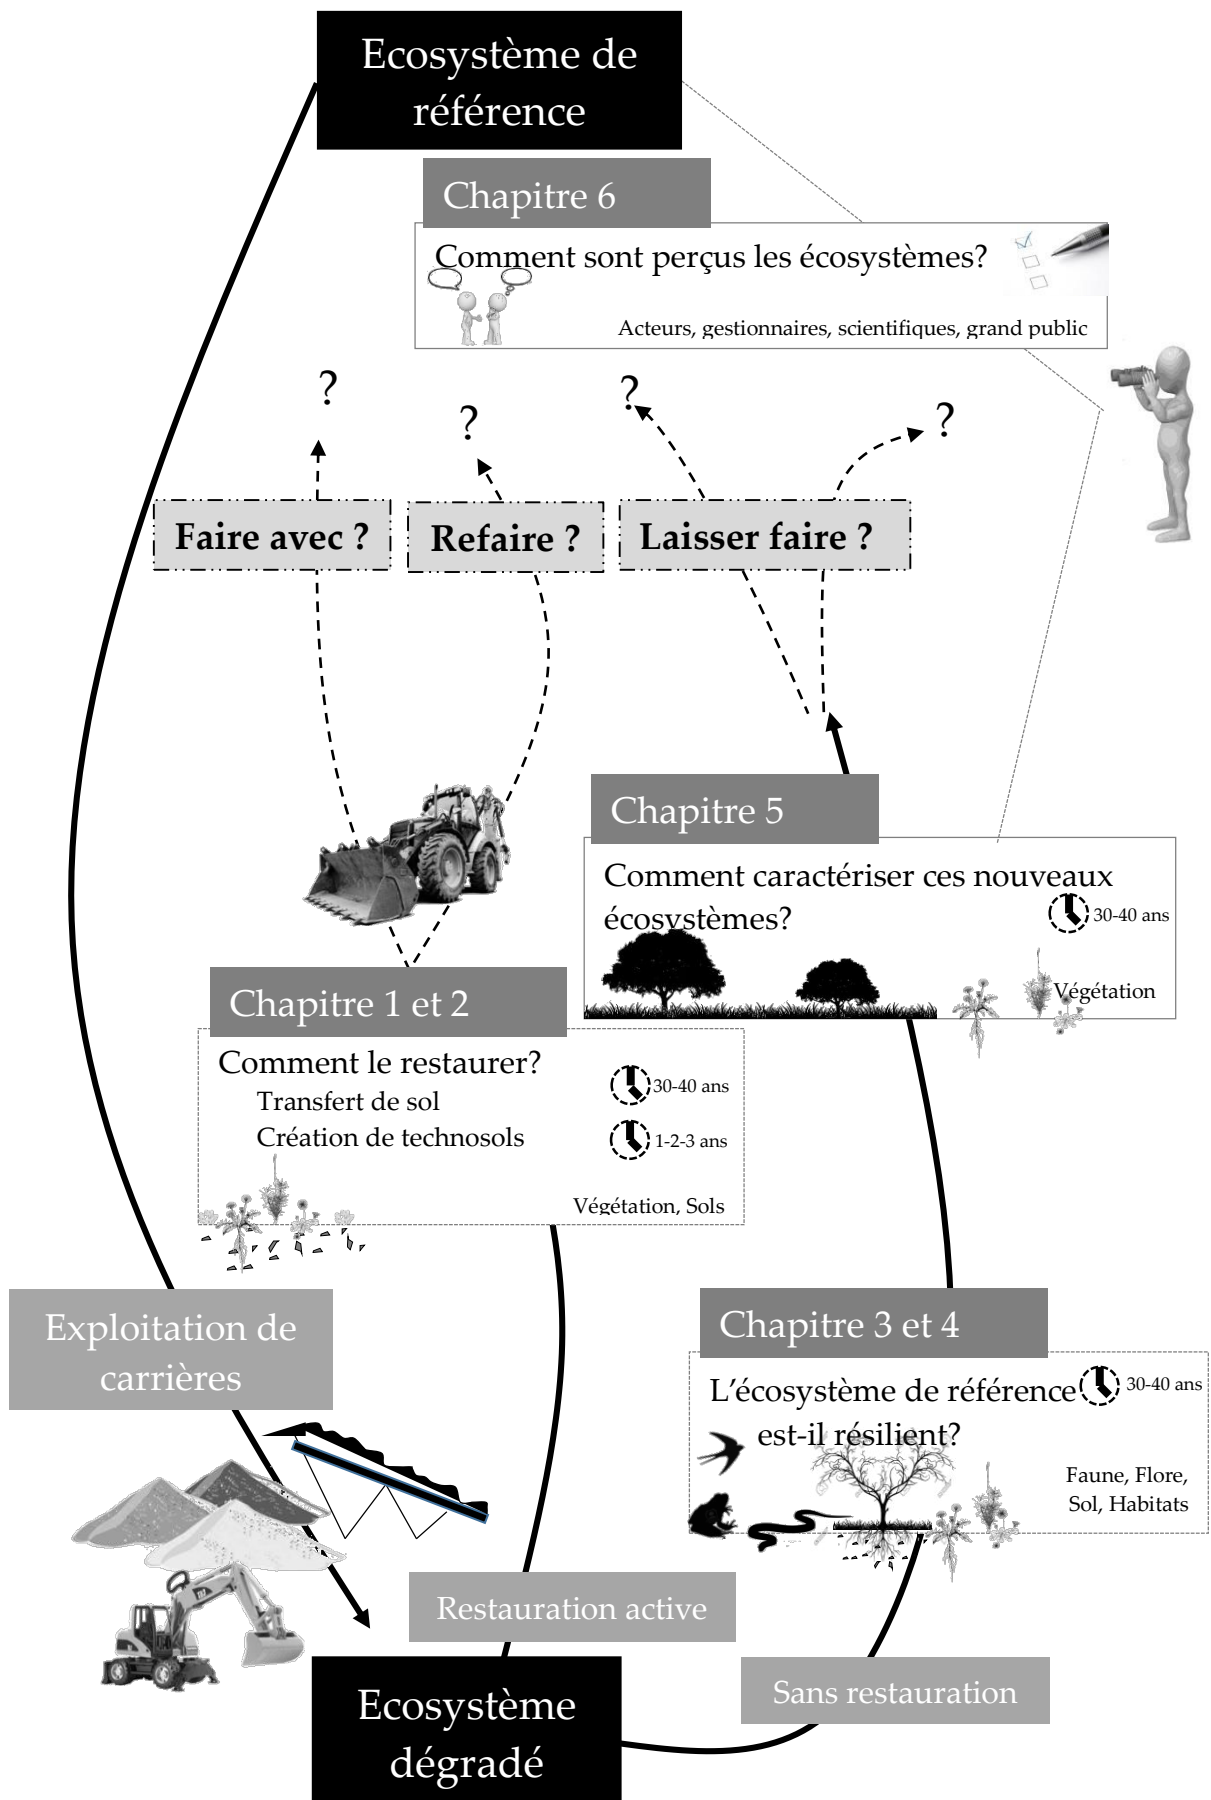 Ecosystème de
référence
Chapitre 6
Comment sont perçus les écosystèmes?
Acteurs, gestionnaires, scientifiques, grand public
?
?
?
?
Faire avec ?
Refaire ?
Laisser faire ?
Chapitre 5
Comment caractériser ces nouveaux
écosystèmes?
30-40 ans
Végétation
Chapitre 1 et 2
Comment le restaurer?
Transfert de sol
Création de technosols
30-40 ans
1-2-3 ans
Végétation, Sols
Exploitation de
carrières
Chapitre 3 et 4
L’écosystème de référence
est-il résilient?
30-40 ans
Faune, Flore,
Sol, Habitats
Restauration active
Sans restauration
Ecosystème
dégradé